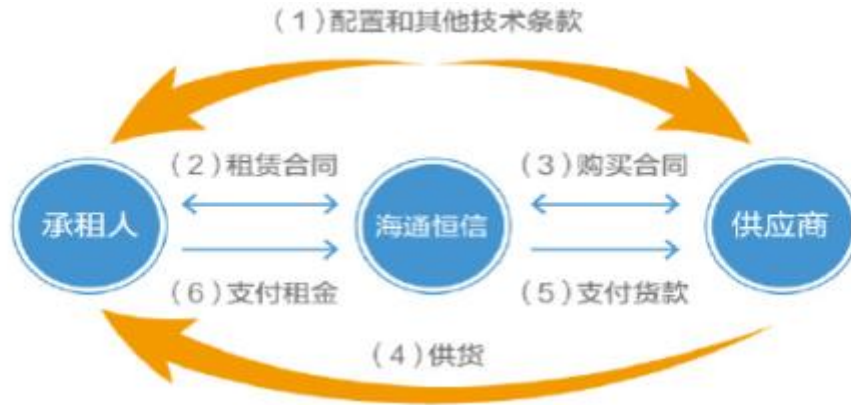 (1)配置和其他技术条款
(2)租赁合同
(3)购买合同
承租人
海通恒信
供应商
(6)支付租金
(5)支付货款
(4)供货